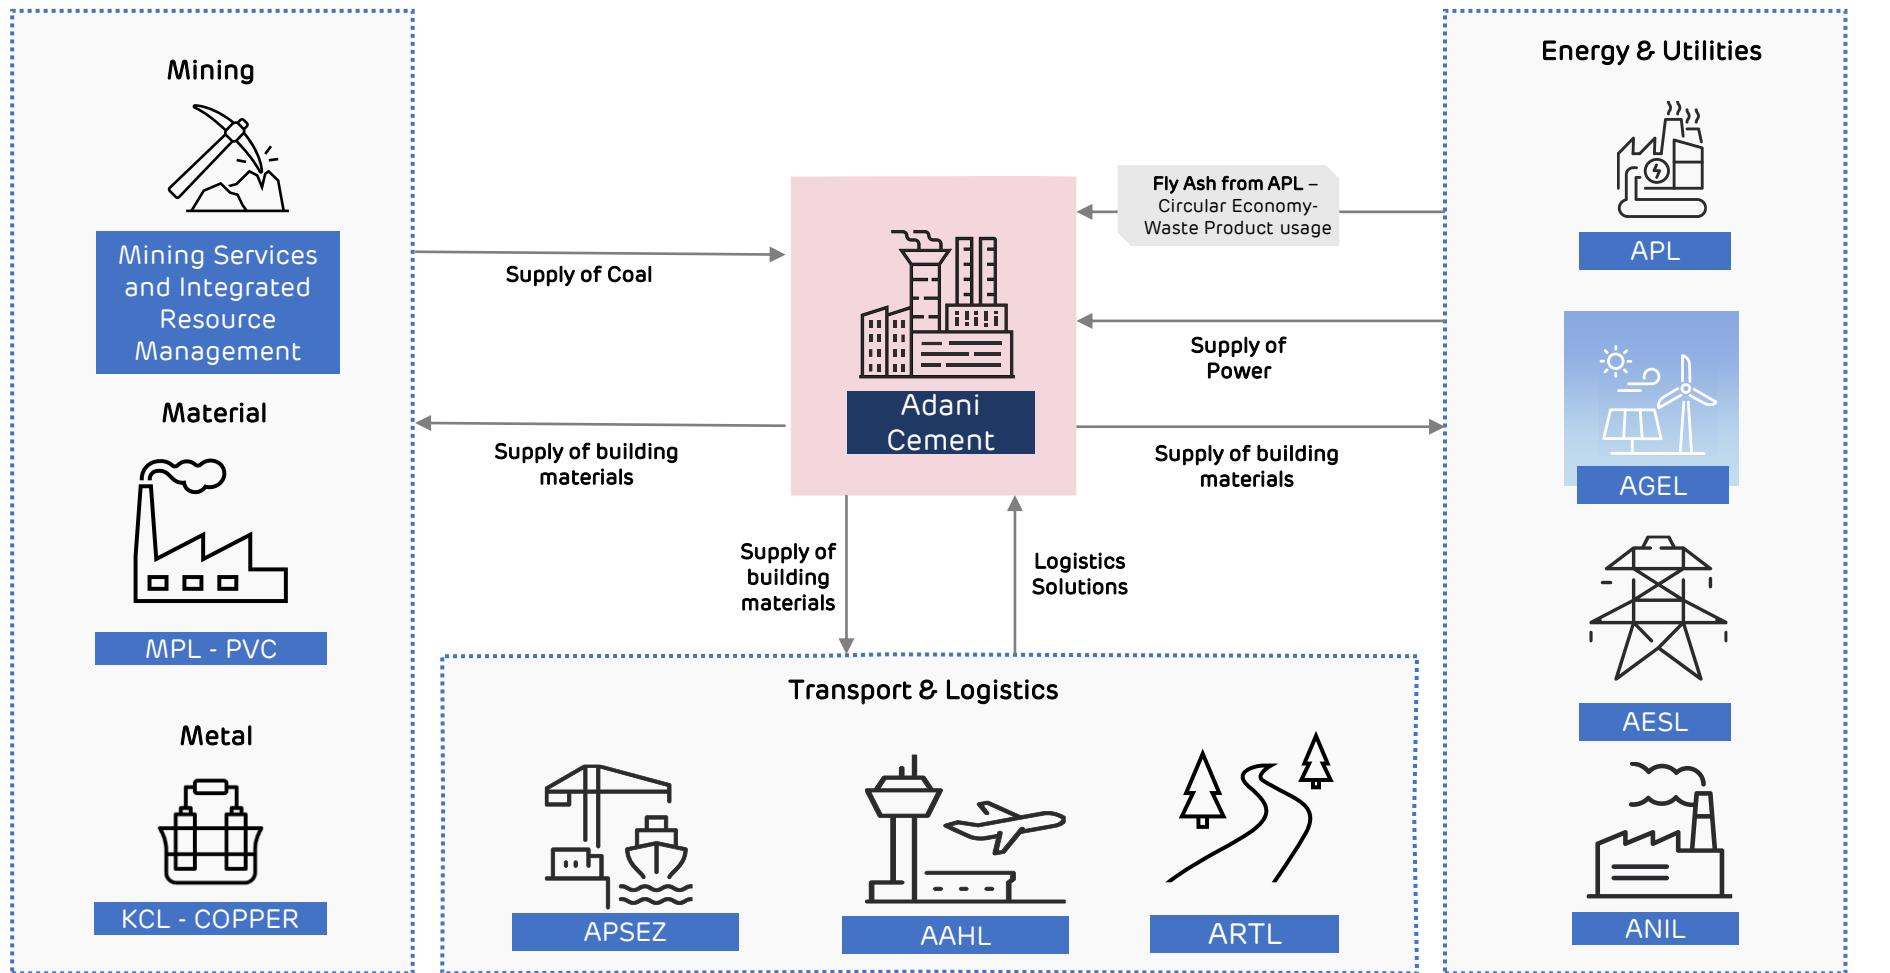 Mining
Mining Services
and Integrated
Resource
Management
Material
MPL - PVC
Metal
KCL - COPPER
Supply of Coal
Supply of building
materials
Adani
Cement
Fly Ash from APL –
Circular Economy-
Waste Product usage
Supply of
Power
Supply of building
materials
Supply of
building
materials
Logistics
Solutions
Transport & Logistics
APSEZ
AAHL
ARTL
Energy & Utilities
APL
AGEL
AESL
ANIL